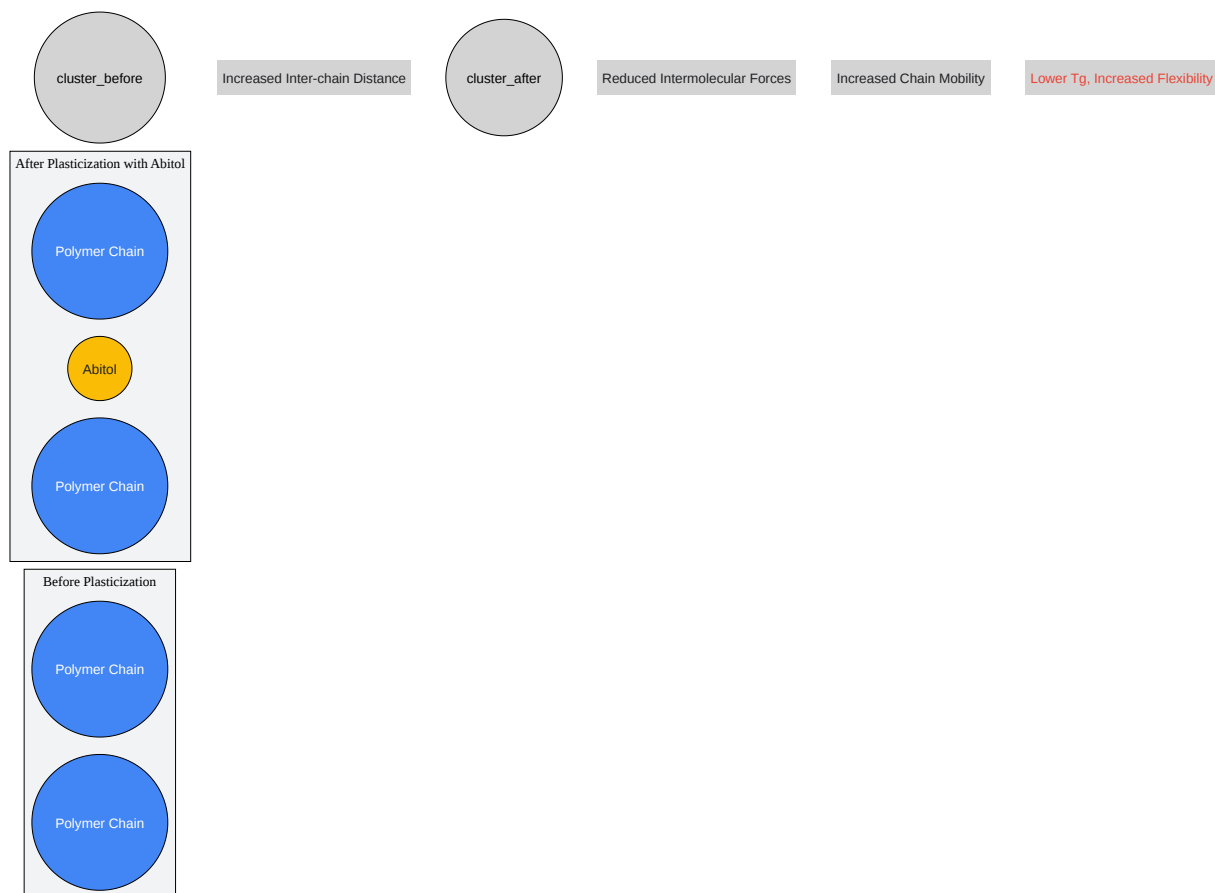 cluster_before
Increased Inter-chain Distance
cluster_after
Reduced Intermolecular Forces
Increased Chain Mobility
Lower Tg, Increased Flexibility
After Plasticization with Abitol
Polymer Chain
Abitol
Polymer Chain
Before Plasticization
Polymer Chain
Polymer Chain